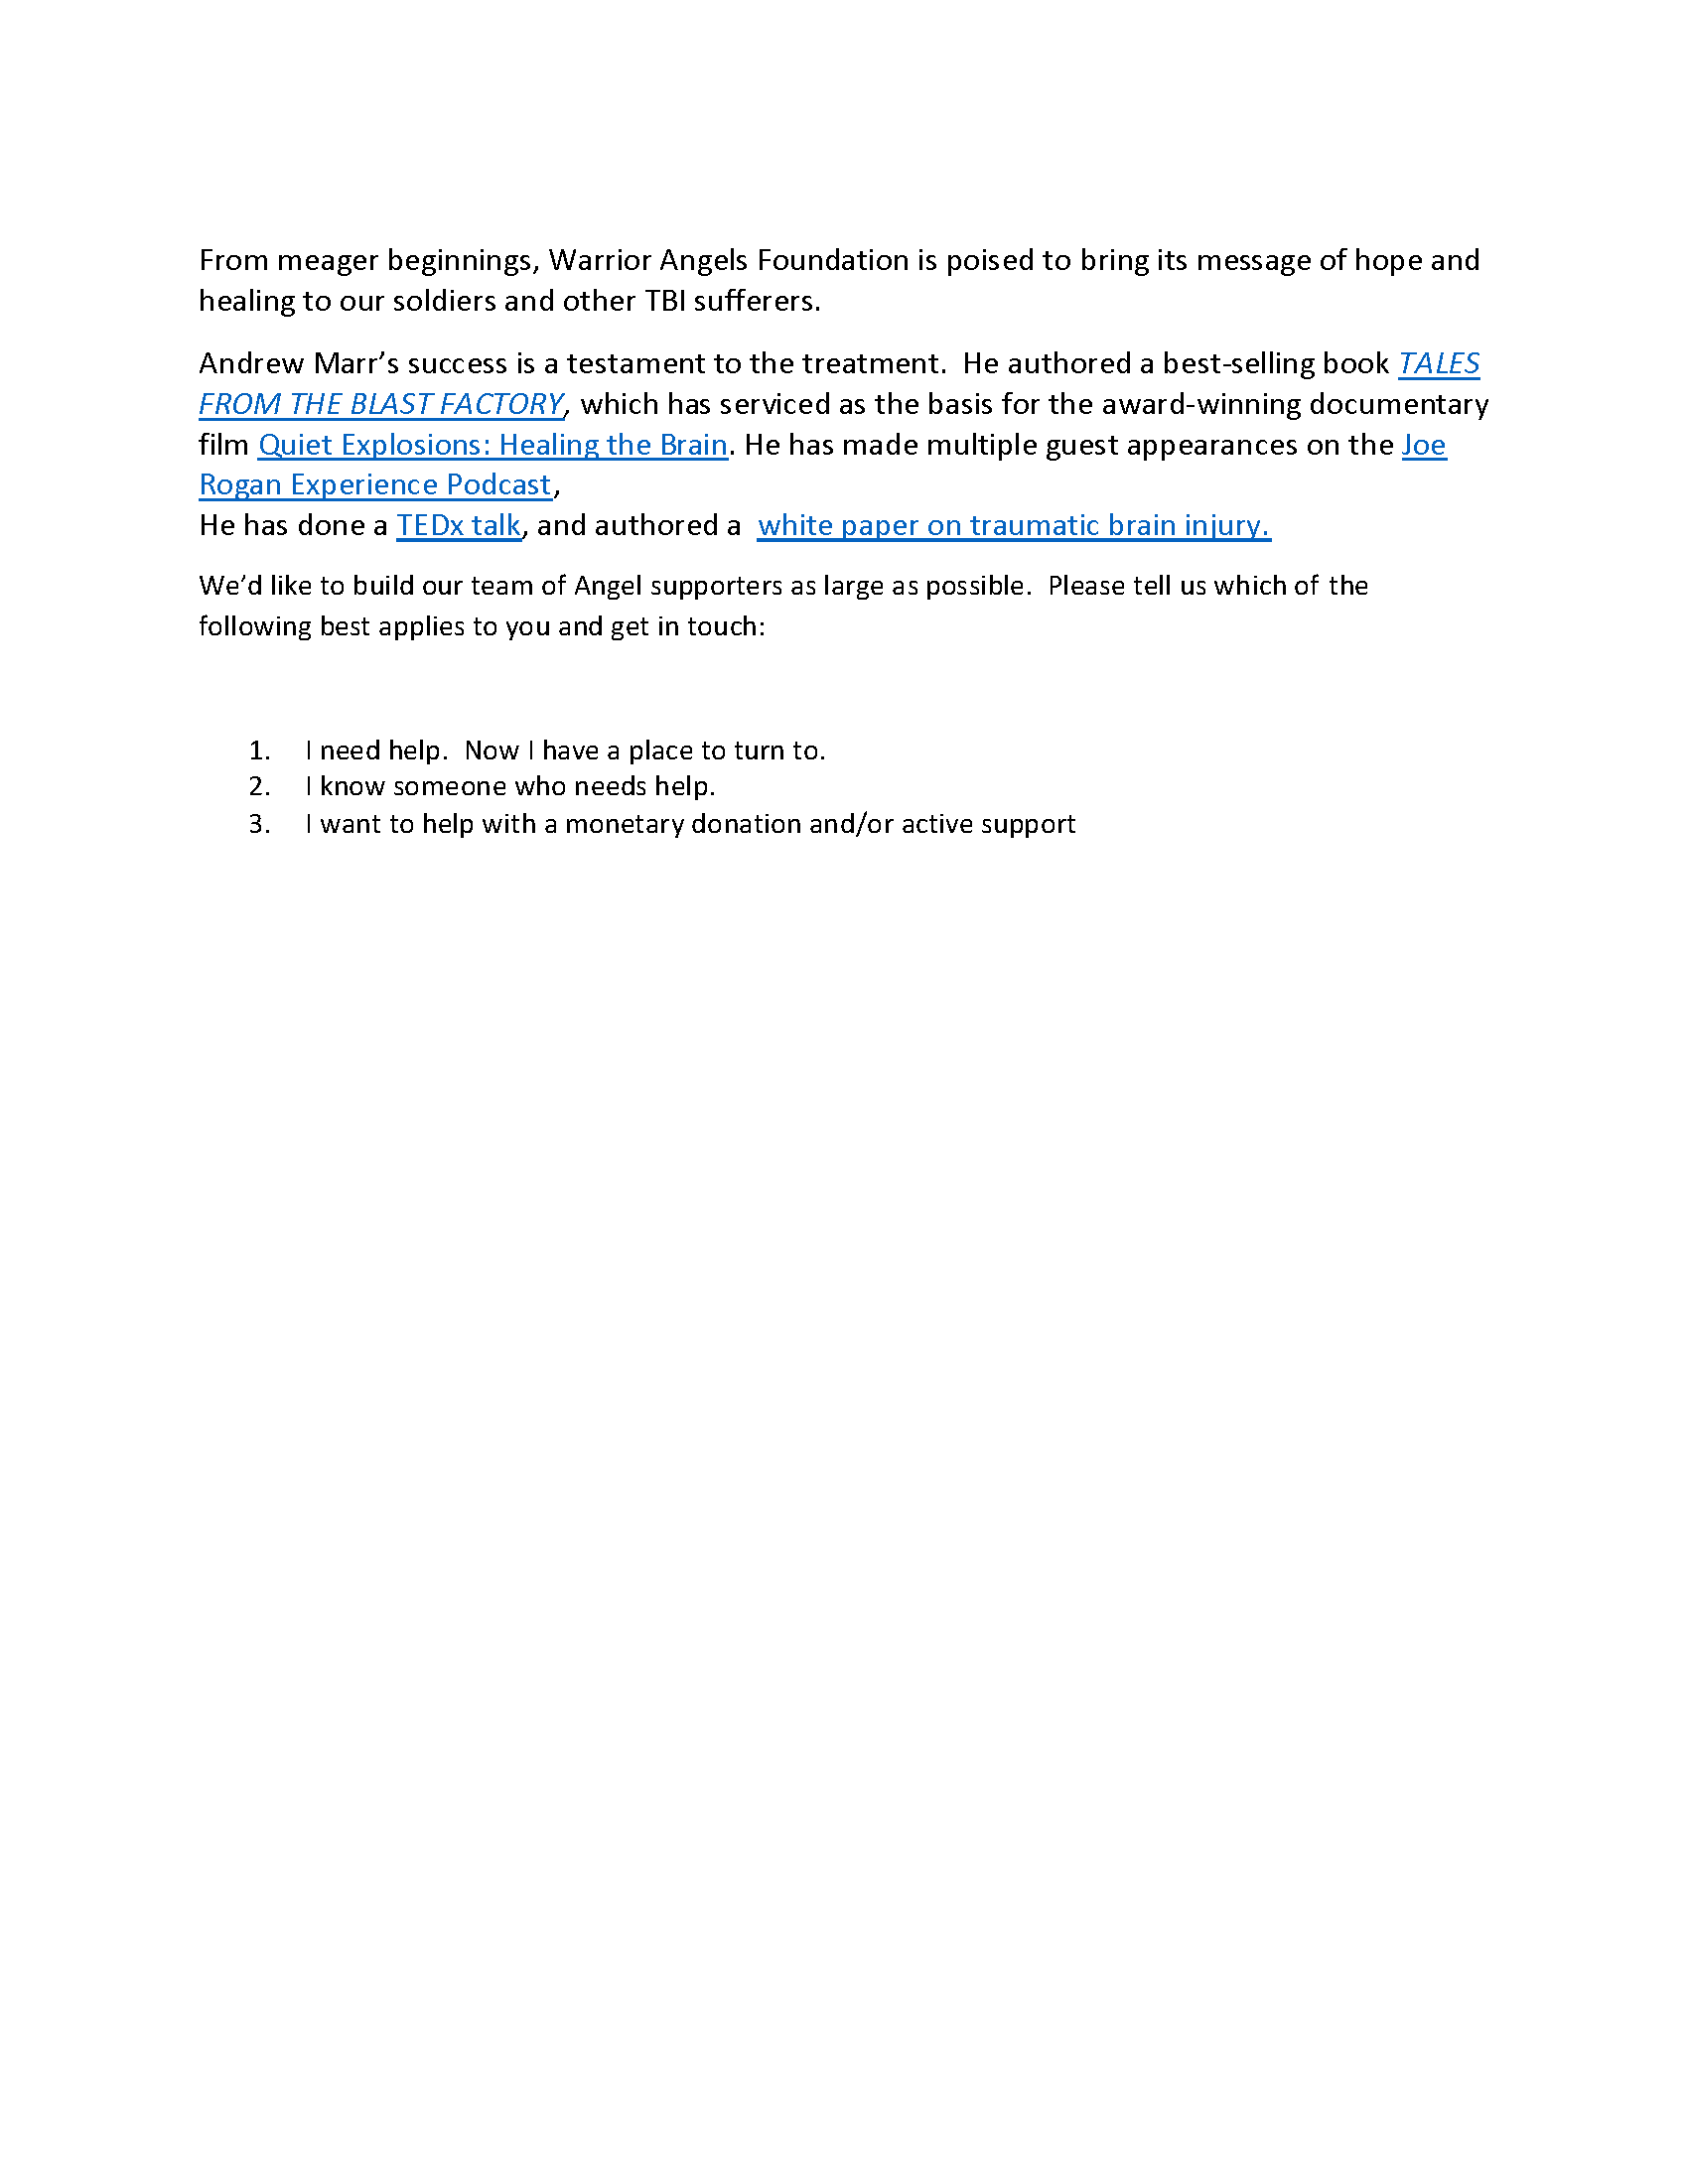 From meager beginnings, Warrior Angels Foundation is poised to bring its message of hope and
healing to our soldiers and other TBI sufferers.
Andrew Marr’s success is a testament to the treatment.  He authored a best-selling book TALES
FROM THE BLAST FACTORY, which has serviced as the basis for the award-winning documentary
film Quiet Explosions: Healing the Brain. He has made multiple guest appearances on the Joe
Rogan Experience Podcast,
He has done a TEDx talk, and authored a  white paper on traumatic brain injury.
We’d like to build our team of Angel supporters as large as possible.  Please tell us which of the
following best applies to you and get in touch:
1. I need help.  Now I have a place to turn to.
2. I know someone who needs help.
3. I want to help with a monetary donation and/or active support